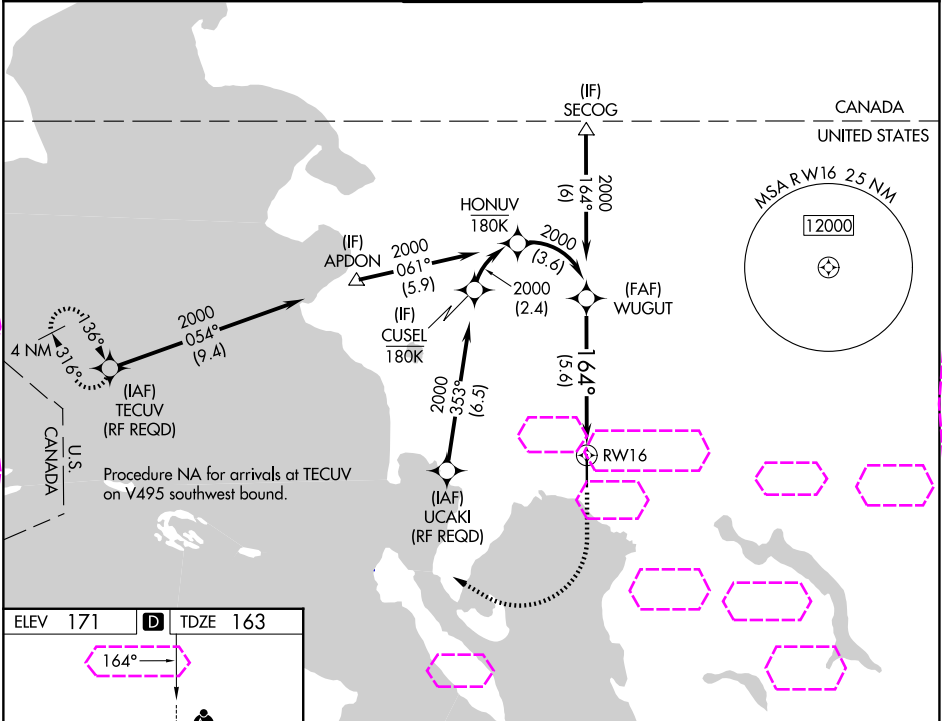 (IF)
SECOG
CANADA
UNITED STATES
2000
164°
(6)
MSA RW16 25 NM
12000
HONUV
180K
(IF)
APDON
2000
061°
(5.9)
2000
(3.6)
2000
(2.4)
(FAF)
WUGUT
(IF)
CUSEL
180K
2000
054°
(9.4)
136°
4 NM
316°
(IAF)
TECUV
(RF REQD)
2000
353°
(6.5)
164°
(5.6)
RW16
U.S.
CANADA
Procedure NA for arrivals at TECUV
on V495 southwest bound.
(IAF)
UCAKI
(RF REQD)
ELEV 171 D TDZE 163
164°